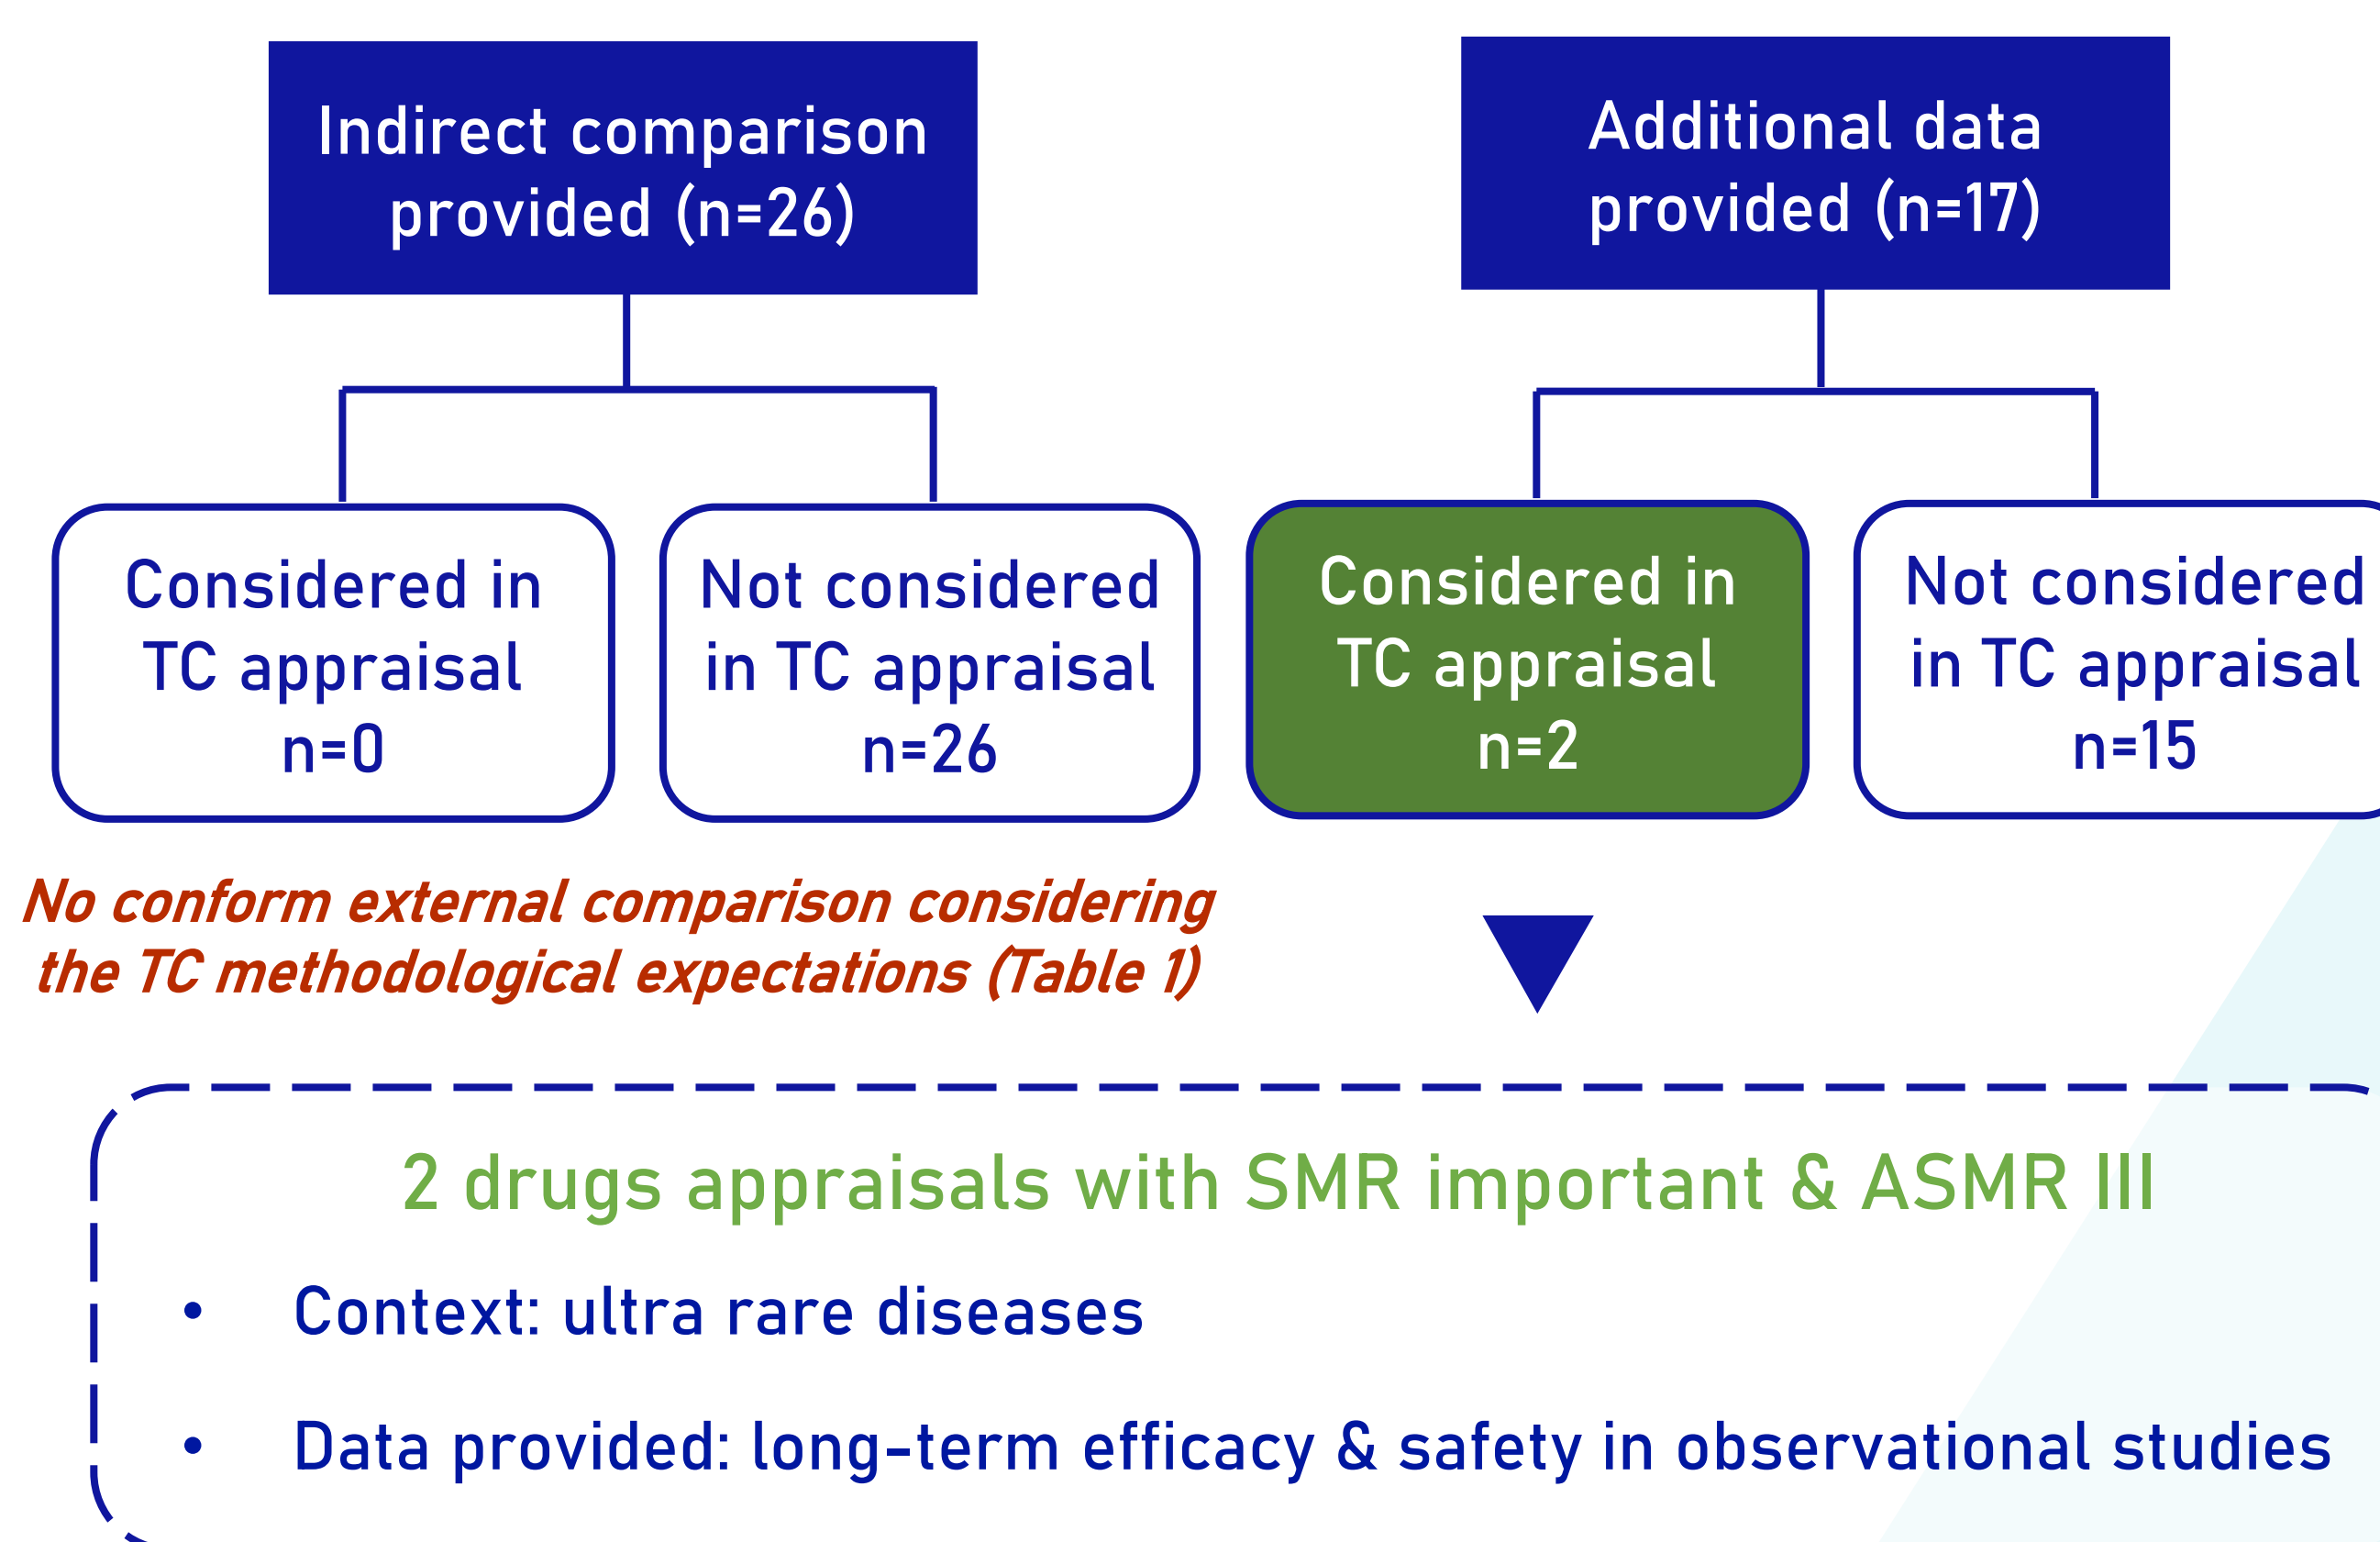 Indirect comparison
provided (n=26)
Additional data
provided (n=17)
Considered in
TC appraisal
n=0
Not considered
in TC appraisal
n=26
Considered in
TC appraisal
n=2
Not considered
in TC appraisal
n=15
No conform external comparison considering
the TC methodological expectations (Table 1)
2 drugs appraisals with SMR important & ASMR III
• Context: ultra rare diseases
• Data provided: long-term efficacy & safety in observational studies